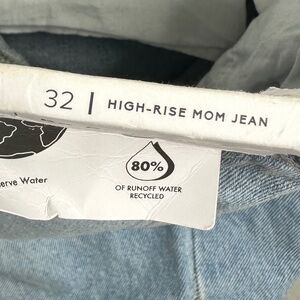 32 | HIGH-RISE MOM JEAN
80%
erve Water
OF RUNOFF WATER
RECYCLED